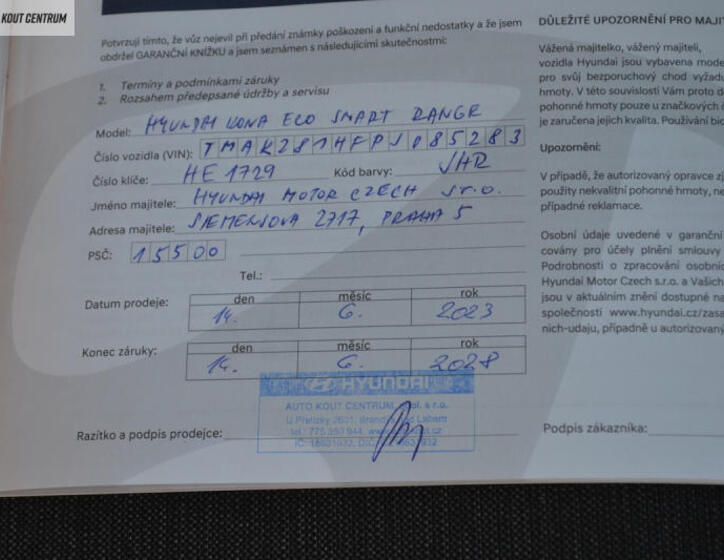 KOUT CENTRUM
Potvrzuji tímto, že vůz nejevil při předání známky poškození a funkční nedostatky a že jsem
obdržel GARANČNÍ KNÍŽKU a jsem seznámen s následujícími skutečnostmi:
1. Termíny a podmínkami záruky
2. Rozsahem předepsané údržby a servisu
Model: HYUNDAI KONA ECO SMART RANGE
Číslo vozidla (VIN): TMAK281HFPJ085283
Číslo klíče: HE 1729 Kód barvy: JHR
Jméno majitele: HYUNDAI MOTOR CZECH s.r.o.
Adresa majitele: SIEMENSOVA 2717, PRAHA 5
PSČ: 15500
Tel.:
Datum prodeje: den měsíc rok
14. 6. 2023
Konec záruky: den měsíc rok
14. 6. 2028
HYUNDAI
AUTO KOUT CENTRUM, s.r.o.
Razítko a podpis prodejce:
DŮLEŽITÉ UPOZORNĚNÍ PRO MAJI
Vážená majitelko, vážený majiteli,
vozidla Hyundai jsou vybavena mode
pro svůj bezporuchový chod vyžadu
hmoty. V této souvislosti Vám proto d
pohonné hmoty pouze u značkových č
je zaručena jejich kvalita. Používání bio
Upozornění:
V případě, že autorizovaný opravce zj
použity nekvalitní pohonné hmoty, ne
případné reklamace.
Osobní údaje uvedené v garanční
covány pro účely plnění smlouvy
Podrobnosti o zpracování osobníc
Hyundai Motor Czech s.r.o. a Vašich
jsou v aktuálním znění dostupné na
společnosti www.hyundai.cz/zasa
nich-udaju, případně u autorizovaný
Podpis zákazníka: